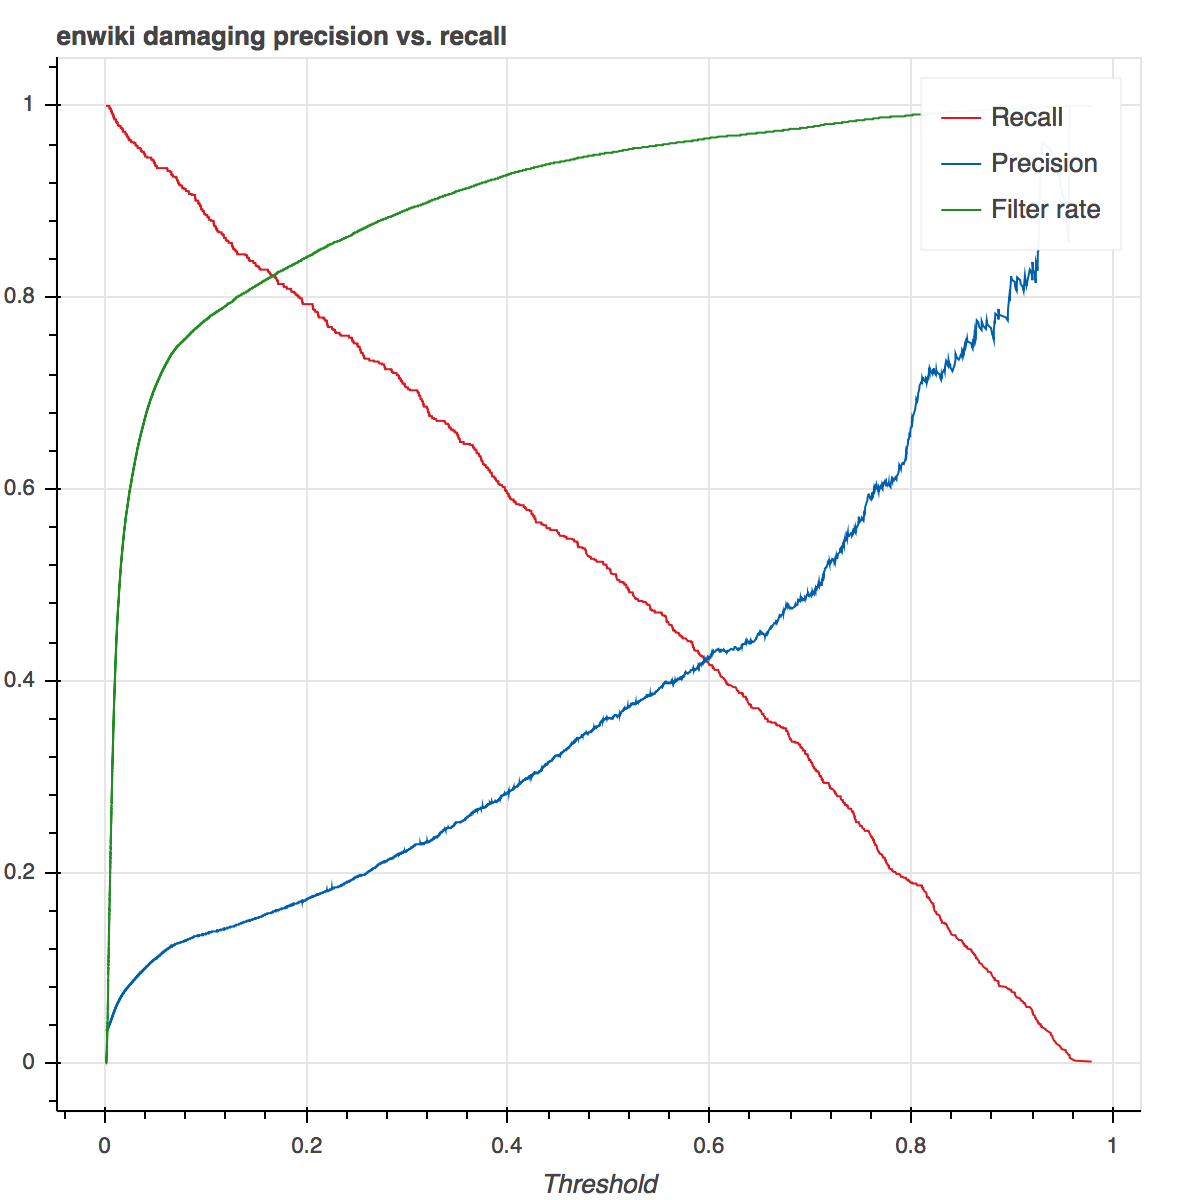 enwiki damaging precision vs. recall
Recall
Precision
Filter rate
1
0.8
0.6
0.4
0.2
0
0
0.2
0.4
0.6
0.8
1
Threshold